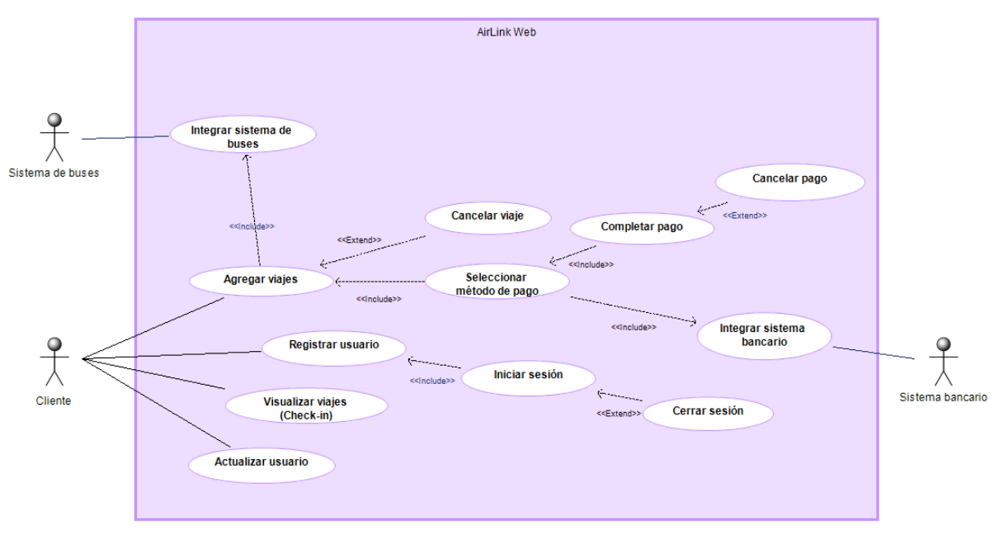 AirLink Web
Integrar sistema de
buses
Sistema de buses
Cancelar pago
Cancelar viaje
<<Extend>>
Completar pago
<<Include>>
<<Extend>>
<<Include>>
Agregar viajes
Seleccionar
método de pago
<<Include>>
<<Include>>
Integrar sistema
bancario
Registrar usuario
Iniciar sesión
<<Include>>
Cliente
Sistema bancario
Visualizar viajes
(Check-in)
Cerrar sesión
<<Extend>>
Actualizar usuario